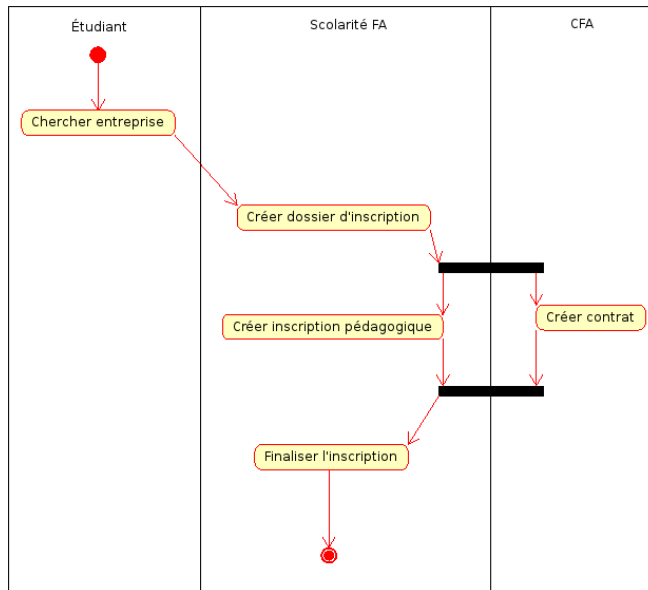 Étudiant
Scolarité FA
CFA
Chercher entreprise
Créer dossier d'inscription
Créer inscription pédagogique
Créer contrat
Finaliser l'inscription